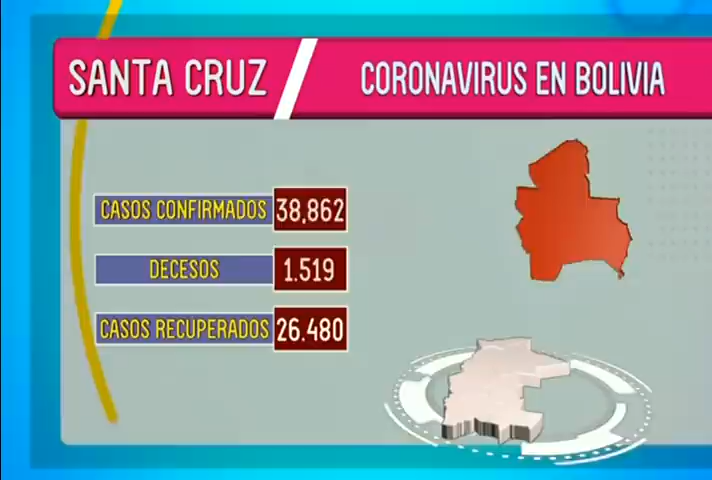 SANTA CRUZ
CORONAVIRUS EN BOLIVIA
CASOS CONFIRMADOS 38,862
DECESOS 1.519
CASOS RECUPERADOS 26.480